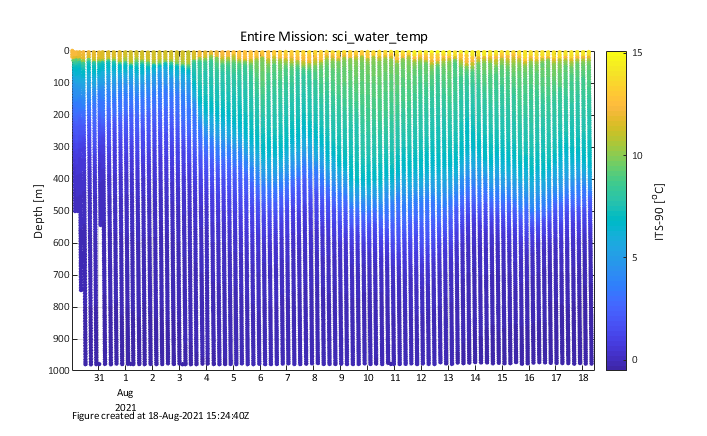 Entire Mission: sci_water_temp
0
100
200
300
400
500
600
700
800
900
1000
Depth [m]
31 1 2 3 4 5 6 7 8 9 10 11 12 13 14 15 16 17 18
Aug
2021
15
10
5
0
ITS-90 [°C]
Figure created at 18-Aug-2021 15:24:40Z